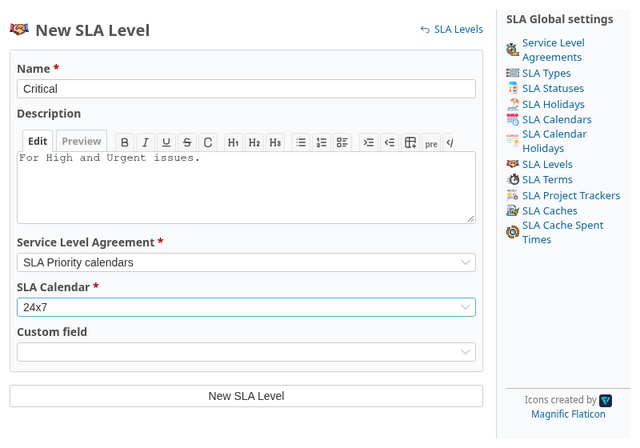 New SLA Level
SLA Levels
Name *
Critical
Description
Edit Preview B I U S C H1 H2 H3 pre
For High and Urgent issues.
Service Level Agreement *
SLA Priority calendars
SLA Calendar *
24x7
Custom field
New SLA Level
SLA Global settings
Service Level
Agreements
SLA Types
SLA Statuses
SLA Holidays
SLA Calendars
SLA Calendar
Holidays
SLA Levels
SLA Terms
SLA Project Trackers
SLA Caches
SLA Cache Spent
Times
Icons created by
Magnific Flaticon